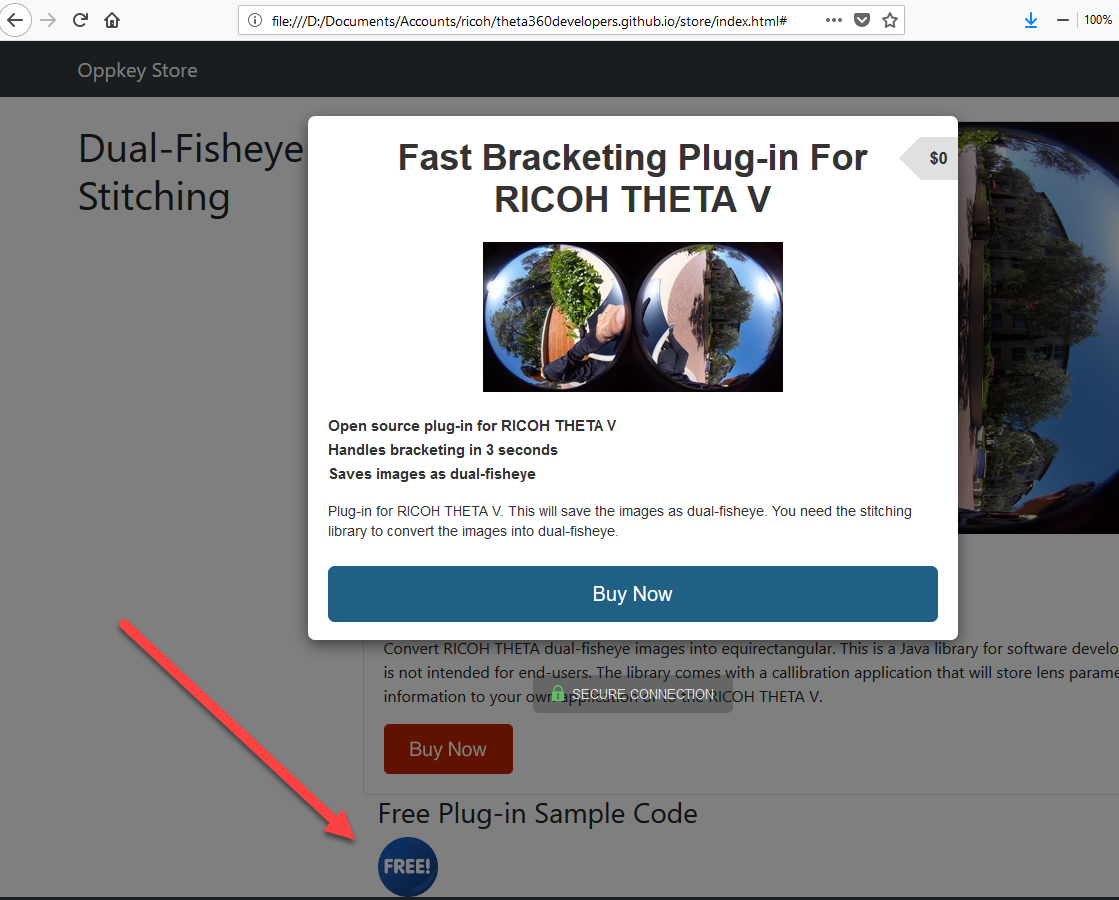 file:///D:/Documents/Accounts/ricoh/theta360developers.github.io/store/index.html#
100%
Oppkey Store
Dual-Fisheye
Stitching
Fast Bracketing Plug-in For
RICOH THETA V
$0
Open source plug-in for RICOH THETA V
Handles bracketing in 3 seconds
Saves images as dual-fisheye
Plug-in for RICOH THETA V. This will save the images as dual-fisheye. You need the stitching
library to convert the images into dual-fisheye.
Buy Now
Convert RICOH THETA dual-fisheye images into equirectangular. This is a Java library for software develo
is not intended for end-users. The library comes with a callibration application that will store lens parame
information to your own application or to the RICOH THETA V.
SECURE CONNECTION
Buy Now
Free Plug-in Sample Code
FREE!